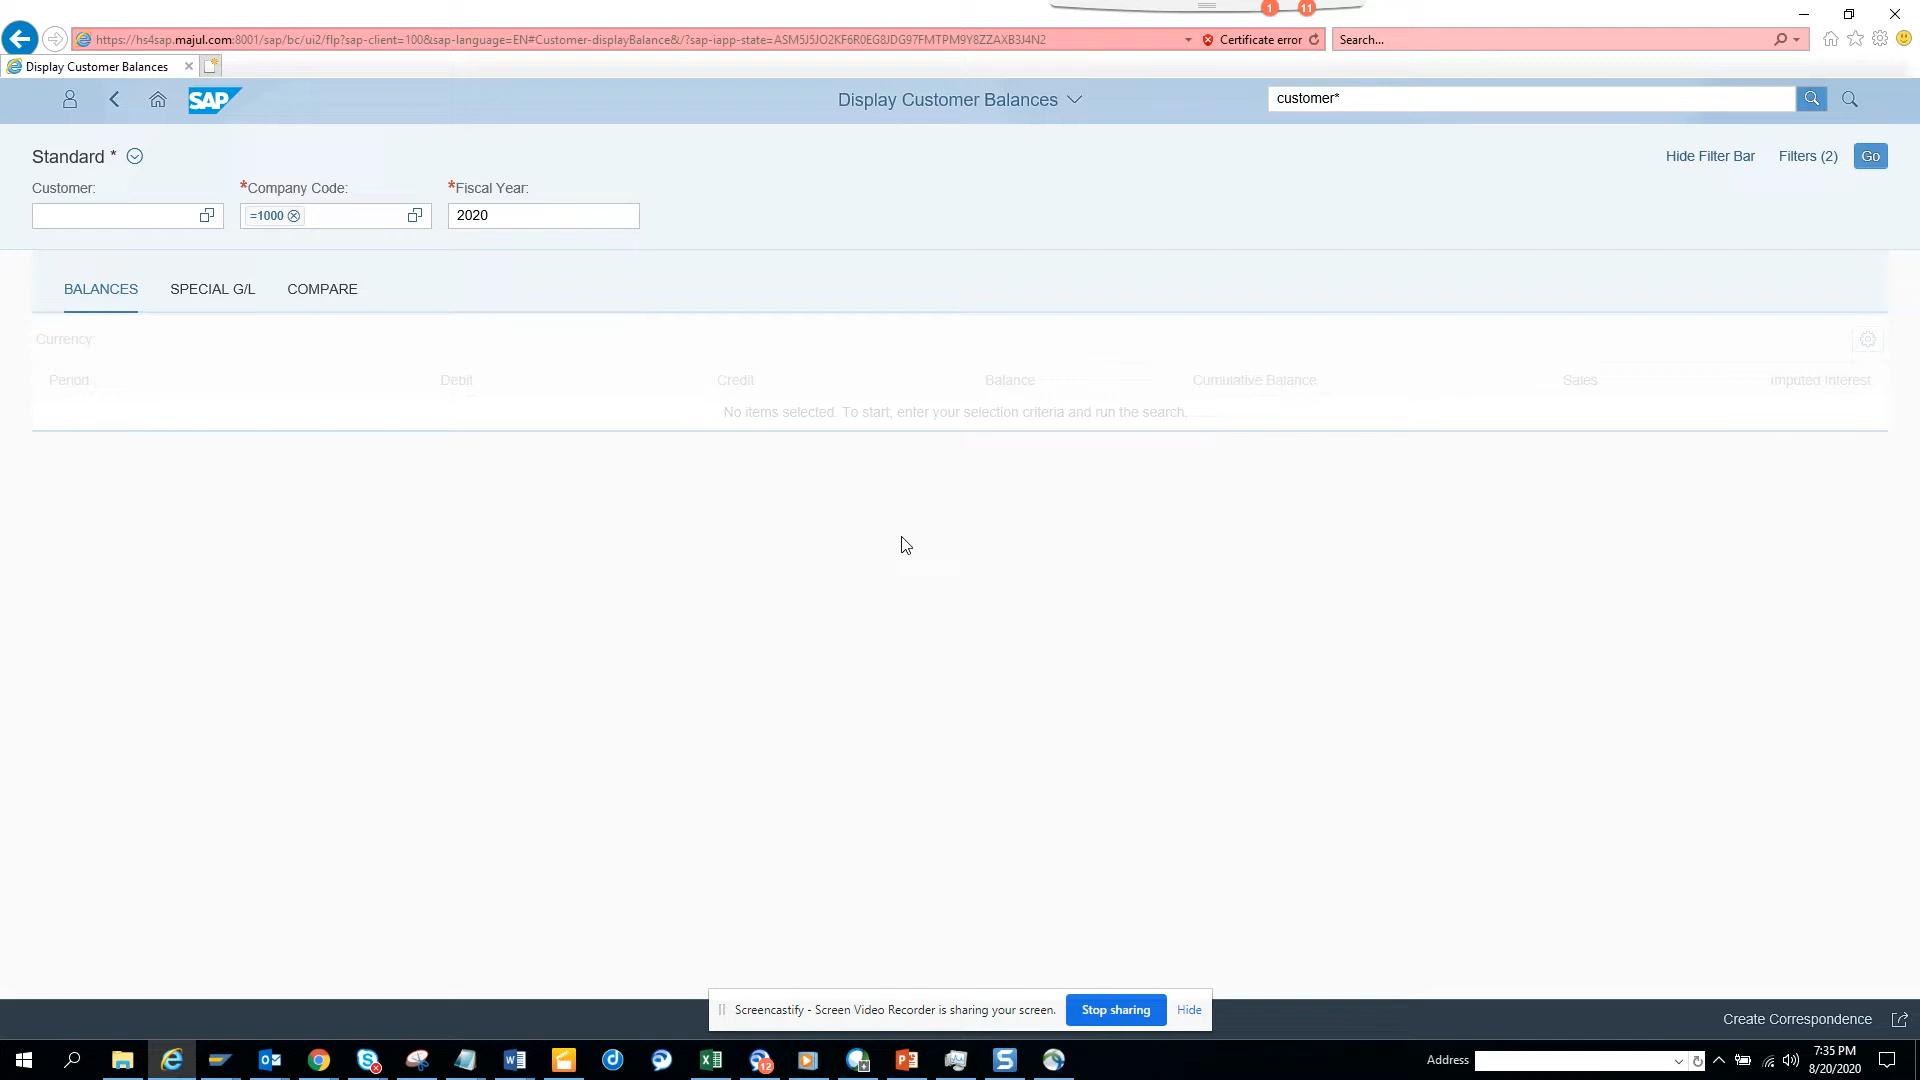 1 11
https://hs4sap.majul.com:8001/sap/bc/ui2/flp?sap-client=100&sap-language=EN#Customer-displayBalance&/?sap-iapp-state=ASM5J5JO2KF6R0EG8JDG97FMTPM9Y8ZZAXB3J4N2 Certificate error Search...
Display Customer Balances
SAP Display Customer Balances customer*
Standard * Hide Filter Bar Filters (2) Go
Customer: *Company Code: *Fiscal Year:
=1000 2020
BALANCES SPECIAL G/L COMPARE
Currency:
Period Debit Credit Balance Cumulative Balance Sales Imputed Interest
No items selected. To start, enter your selection criteria and run the search.
Screencastify - Screen Video Recorder is sharing your screen. Stop sharing Hide
Create Correspondence
12 Address 7:35 PM
8/20/2020